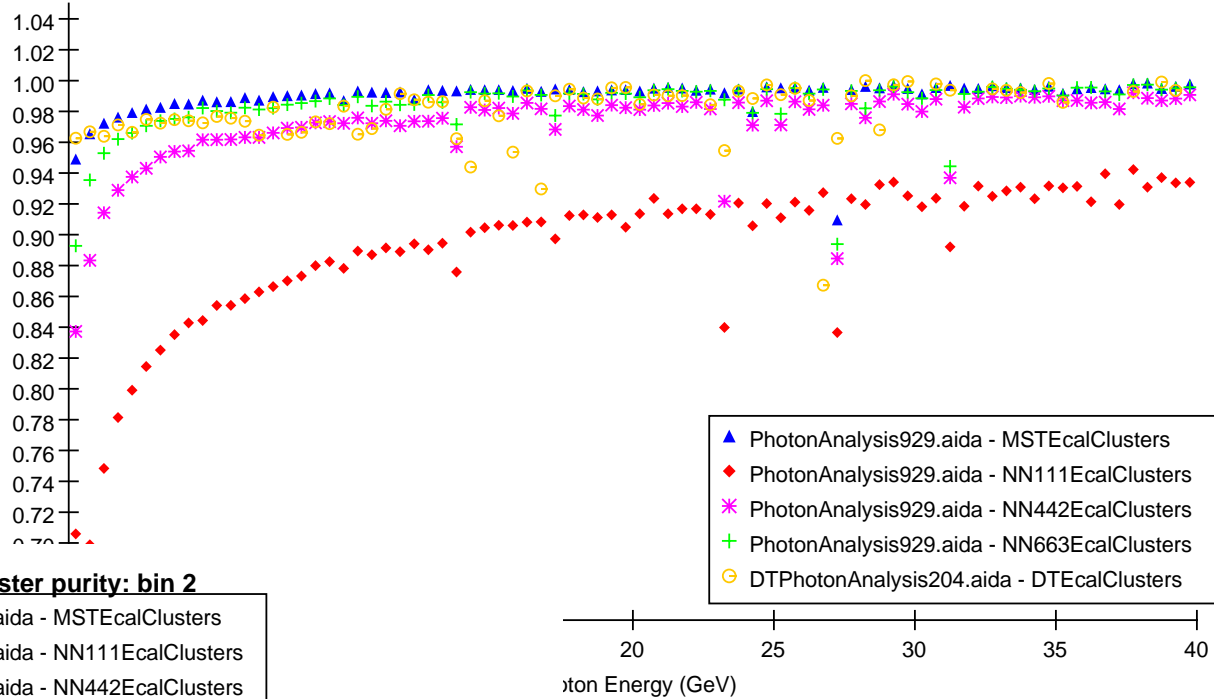 1.04
1.02
1.00
0.98
0.96
0.94
0.92
0.90
0.88
0.86
0.84
0.82
0.80
0.78
0.76
0.74
0.72
0.70
PhotonAnalysis929.aida - MSTEcalClusters
PhotonAnalysis929.aida - NN111EcalClusters
PhotonAnalysis929.aida - NN442EcalClusters
PhotonAnalysis929.aida - NN663EcalClusters
DTPhotonAnalysis204.aida - DTEcalClusters
ster purity: bin 2
aida - MSTEcalClusters
aida - NN111EcalClusters
aida - NN442EcalClusters
20 25 30 35 40
oton Energy (GeV)